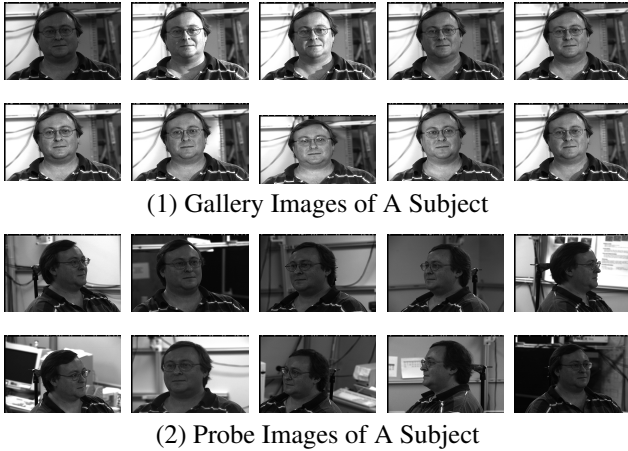 (1) Gallery Images of A Subject
(2) Probe Images of A Subject